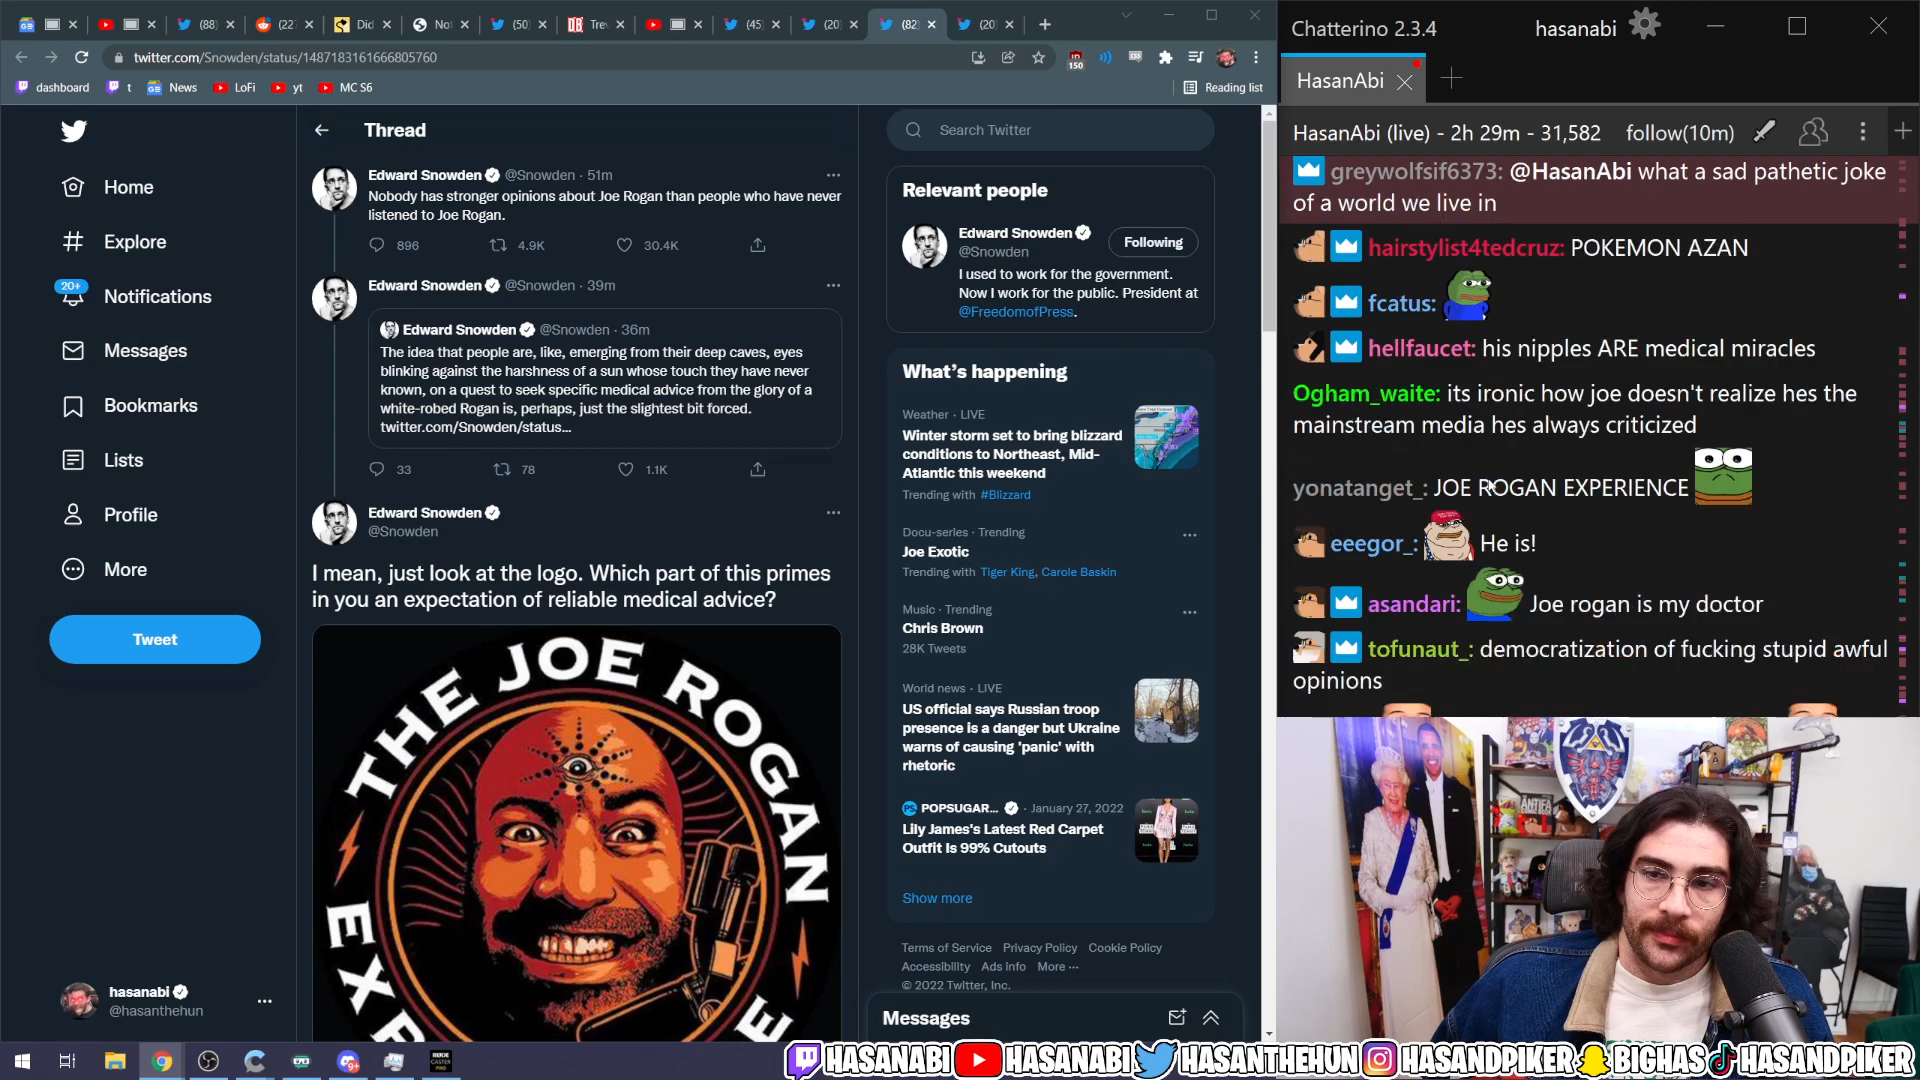 (88)
(22
Did
Not
(50)
Trev
(45)
(20)
(82)
(20)
twitter.com/Snowden/status/1487183161666805760
150
dashboard
t
News
LoFi
yt
MC S6
Reading list
Home
Explore
20+
Notifications
Messages
Bookmarks
Lists
Profile
More
Tweet
hasanabi
@hasanthehun
Thread
Edward Snowden @Snowden · 51m
Nobody has stronger opinions about Joe Rogan than people who have never
listened to Joe Rogan.
896 4.9K 30.4K
Edward Snowden @Snowden · 39m
Edward Snowden @Snowden · 36m
The idea that people are, like, emerging from their deep caves, eyes
blinking against the harshness of a sun whose touch they have never
known, on a quest to seek specific medical advice from the glory of a
white-robed Rogan is, perhaps, just the slightest bit forced.
twitter.com/Snowden/status...
33 78 1.1K
Edward Snowden
@Snowden
I mean, just look at the logo. Which part of this primes
in you an expectation of reliable medical advice?
THE JOE ROGAN
EXP
E
Search Twitter
Relevant people
Edward Snowden
@Snowden
Following
I used to work for the government.
Now I work for the public. President at
@FreedomofPress.
What's happening
Weather · LIVE
Winter storm set to bring blizzard
conditions to Northeast, Mid-
Atlantic this weekend
Trending with #Blizzard
Docu-series · Trending
Joe Exotic
Trending with Tiger King, Carole Baskin
Music · Trending
Chris Brown
28K Tweets
World news · LIVE
US official says Russian troop
presence is a danger but Ukraine
warns of causing 'panic' with
rhetoric
POPSUGAR... · January 27, 2022
Lily James's Latest Red Carpet
Outfit Is 99% Cutouts
Show more
Terms of Service Privacy Policy Cookie Policy
Accessibility Ads info More ···
© 2022 Twitter, Inc.
Messages
Chatterino 2.3.4
hasanabi
HasanAbi
HasanAbi (live) - 2h 29m - 31,582 follow(10m)
greywolfsif6373: @HasanAbi what a sad pathetic joke
of a world we live in
hairstylist4tedcruz: POKEMON AZAN
fcatus:
hellfaucet: his nipples ARE medical miracles
Ogham_waite: its ironic how joe doesn't realize hes the
mainstream media hes always criticized
yonatanget_: JOE ROGAN EXPERIENCE
eeegor_: He is!
asandari: Joe rogan is my doctor
tofunaut_: democratization of fucking stupid awful
opinions
HASANABI HASANABI HASANTHEHUN HASANDPIKER BIGHAS HASANDPIKER